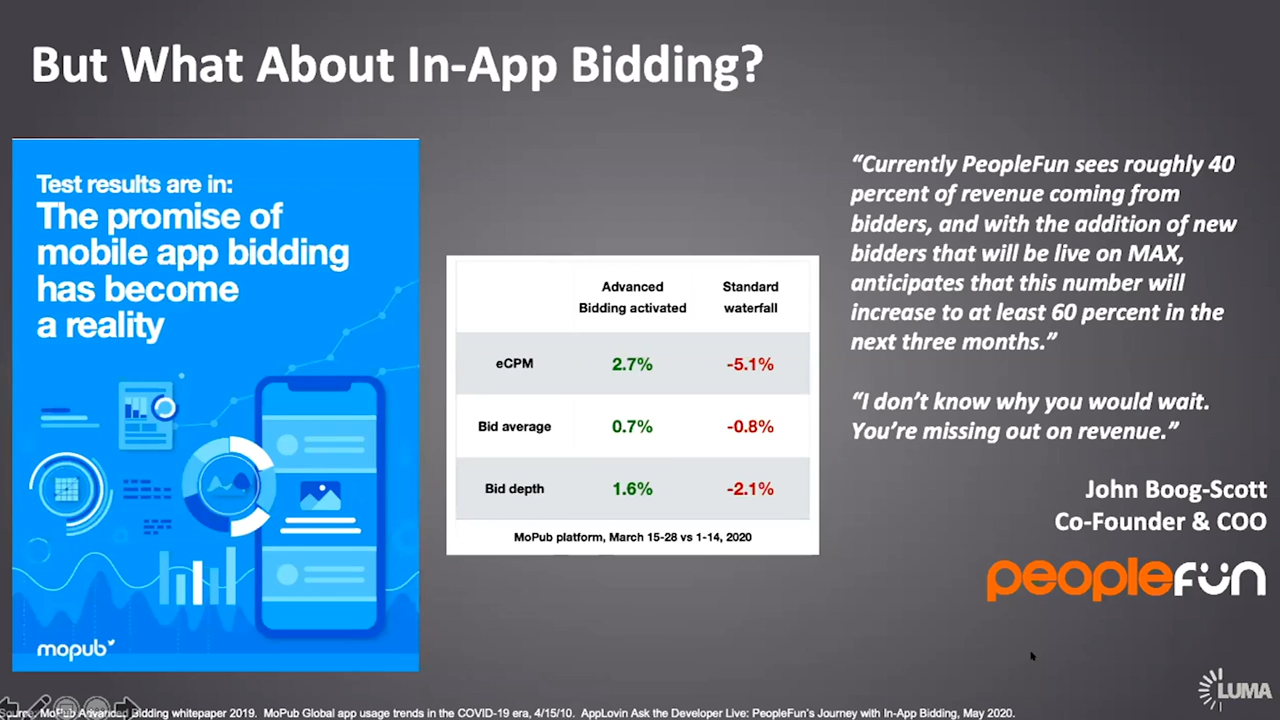 But What About In-App Bidding?
Test results are in:
The promise of
mobile app bidding
has become
a reality
mopub
Advanced Bidding activated
Standard waterfall
eCPM 2.7% -5.1%
Bid average 0.7% -0.8%
Bid depth 1.6% -2.1%
MoPub platform, March 15-28 vs 1-14, 2020
“Currently PeopleFun sees roughly 40
percent of revenue coming from
bidders, and with the addition of new
bidders that will be live on MAX,
anticipates that this number will
increase to at least 60 percent in the
next three months.”
“I don’t know why you would wait.
You’re missing out on revenue.”
John Boog-Scott
Co-Founder & COO
peoplefun
LUMA
Source: MoPub Advanced Bidding whitepaper 2019. MoPub Global app usage trends in the COVID-19 era, 4/15/10. AppLovin Ask the Developer Live: PeopleFun’s Journey with In-App Bidding, May 2020.